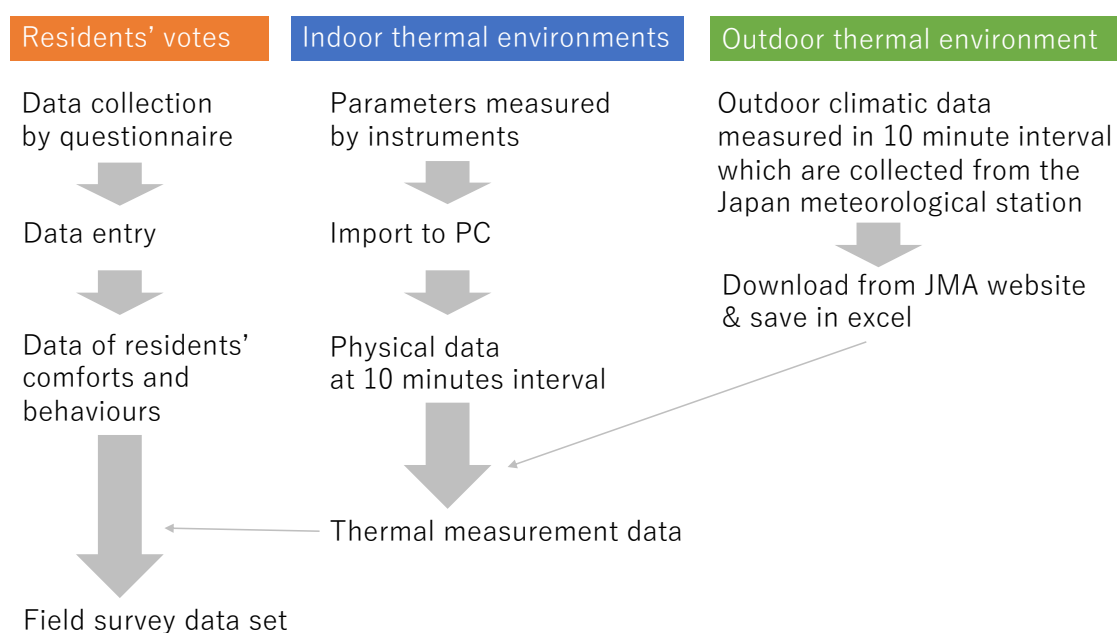 Residents’ votes
Data collection
by questionnaire
Data entry
Data of residents’
comforts and
behaviours
Field survey data set
Indoor thermal environments
Parameters measured
by instruments
Import to PC
Physical data
at 10 minutes interval
Thermal measurement data
Outdoor thermal environment
Outdoor climatic data
measured in 10 minute interval
which are collected from the
Japan meteorological station
Download from JMA website
& save in excel